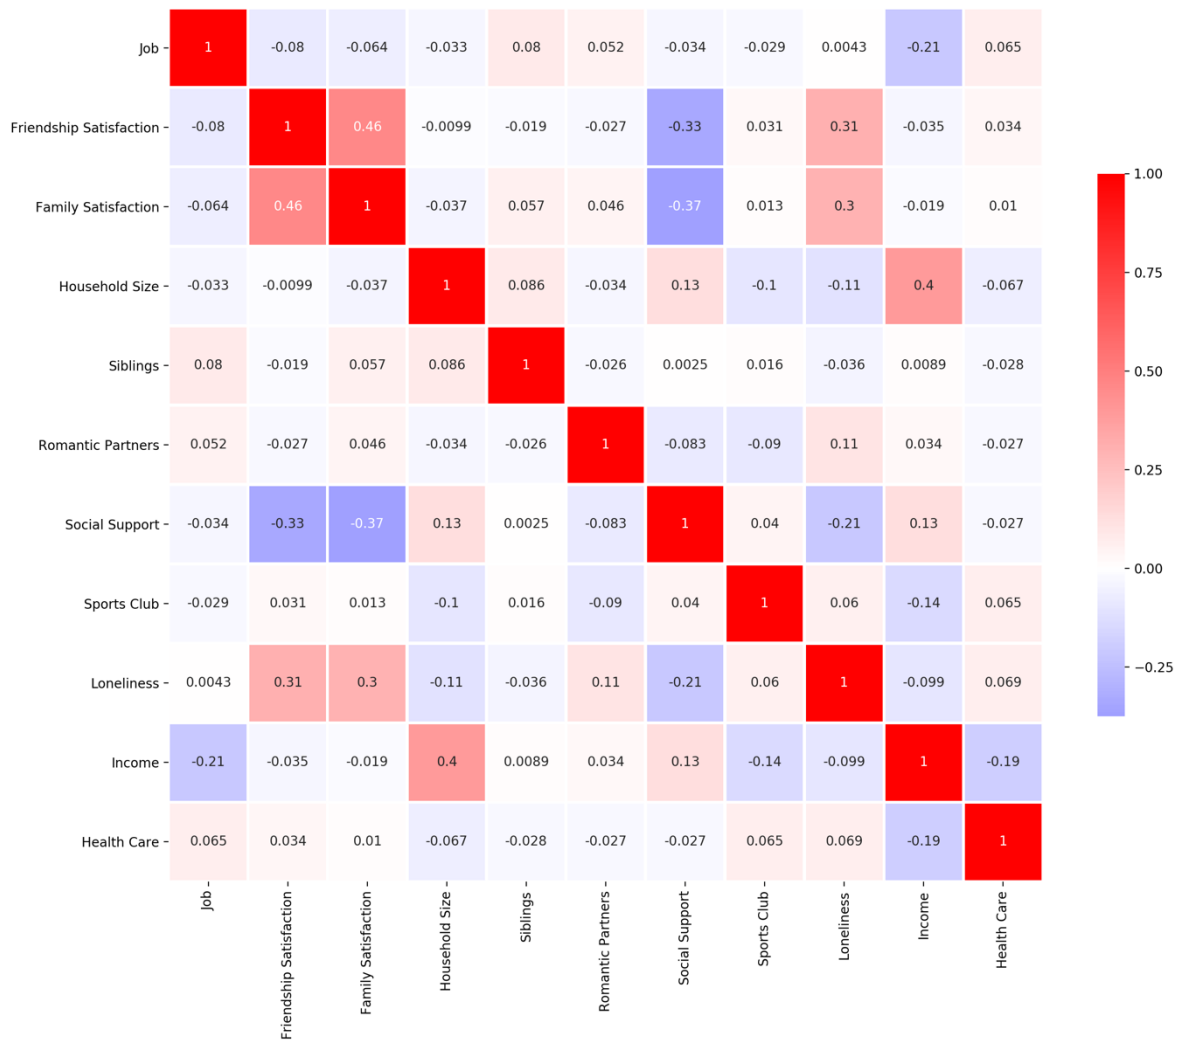 Job 1 -0.08 -0.064 -0.033 0.08 0.052 -0.034 -0.029 0.0043 -0.21 0.065
Friendship Satisfaction -0.08 1 0.46 -0.0099 -0.019 -0.027 -0.33 0.031 0.31 -0.035 0.034
Family Satisfaction -0.064 0.46 1 -0.037 0.057 0.046 -0.37 0.013 0.3 -0.019 0.01
Household Size -0.033 -0.0099 -0.037 1 0.086 -0.034 0.13 -0.1 -0.11 0.4 -0.067
Siblings 0.08 -0.019 0.057 0.086 1 -0.026 0.0025 0.016 -0.036 0.0089 -0.028
Romantic Partners 0.052 -0.027 0.046 -0.034 -0.026 1 -0.083 -0.09 0.11 0.034 -0.027
Social Support -0.034 -0.33 -0.37 0.13 0.0025 -0.083 1 0.04 -0.21 0.13 -0.027
Sports Club -0.029 0.031 0.013 -0.1 0.016 -0.09 0.04 1 0.06 -0.14 0.065
Loneliness 0.0043 0.31 0.3 -0.11 -0.036 0.11 -0.21 0.06 1 -0.099 0.069
Income -0.21 -0.035 -0.019 0.4 0.0089 0.034 0.13 -0.14 -0.099 1 -0.19
Health Care 0.065 0.034 0.01 -0.067 -0.028 -0.027 -0.027 0.065 0.069 -0.19 1
Job
Friendship Satisfaction
Family Satisfaction
Household Size
Siblings
Romantic Partners
Social Support
Sports Club
Loneliness
Income
Health Care
1.00
0.75
0.50
0.25
0.00
−0.25